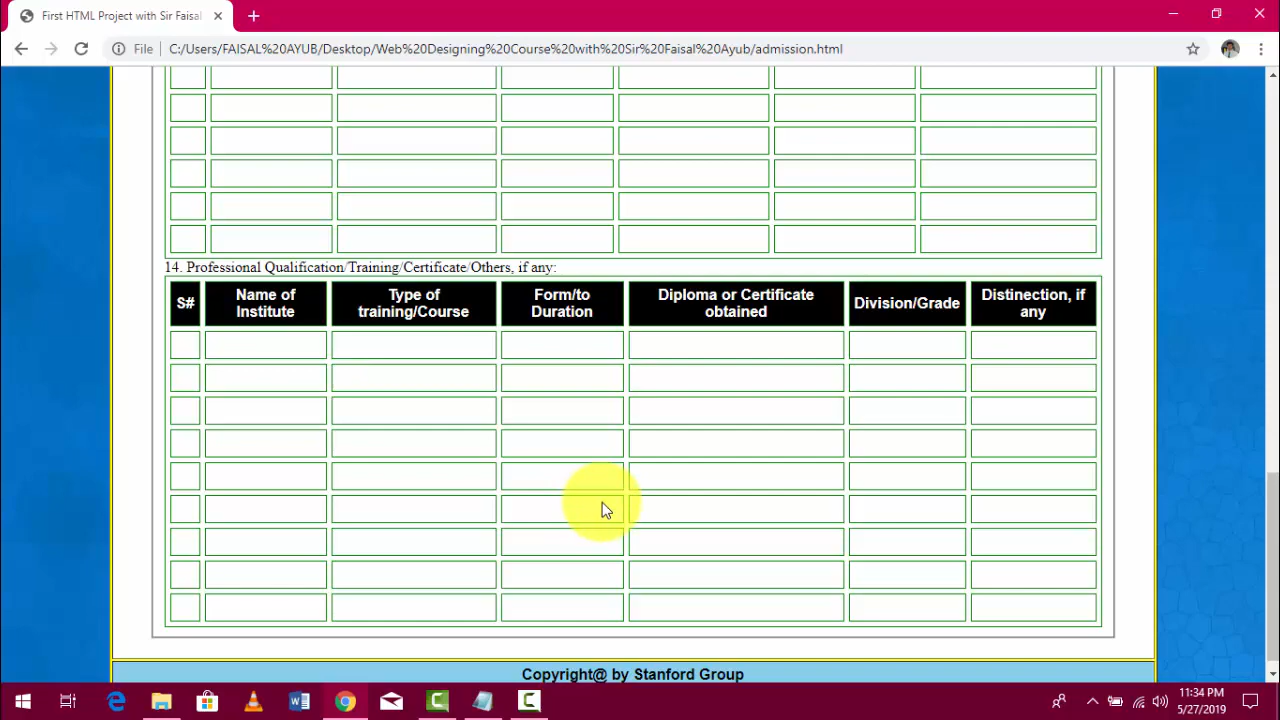 First HTML Project with Sir Faisal
File C:/Users/FAISAL%20AYUB/Desktop/Web%20Designing%20Course%20with%20Sir%20Faisal%20Ayub/admission.html
14. Professional Qualification/Training/Certificate/Others, if any:
S#
Name of
Institute
Type of
training/Course
Form/to
Duration
Diploma or Certificate
obtained
Division/Grade
Distinection, if
any
Copyright@ by Stanford Group
11:34 PM
5/27/2019